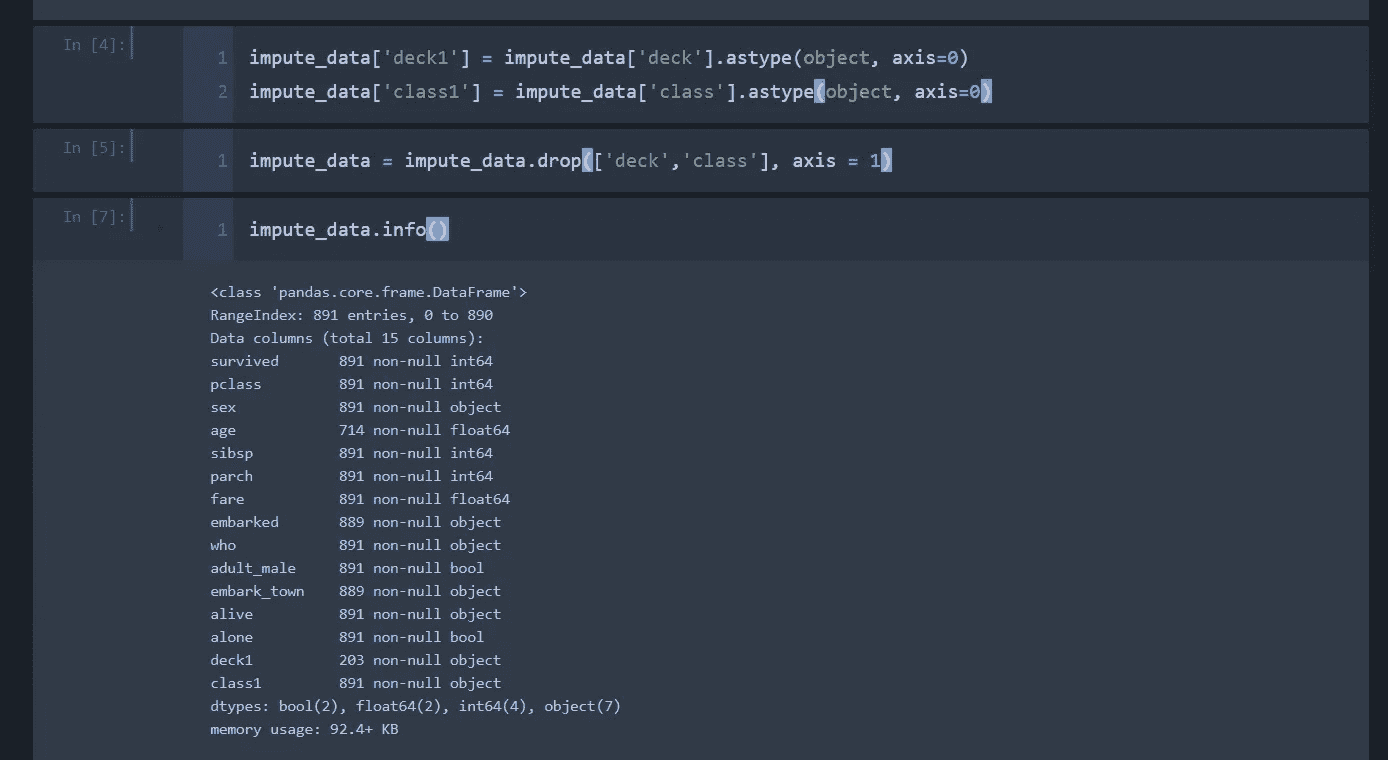 In [4]:
1 impute_data['deck1'] = impute_data['deck'].astype(object, axis=0)
2 impute_data['class1'] = impute_data['class'].astype(object, axis=0)
In [5]:
1 impute_data = impute_data.drop(['deck','class'], axis = 1)
In [7]:
1 impute_data.info()
<class 'pandas.core.frame.DataFrame'>
RangeIndex: 891 entries, 0 to 890
Data columns (total 15 columns):
survived       891 non-null int64
pclass         891 non-null int64
sex            891 non-null object
age            714 non-null float64
sibsp          891 non-null int64
parch          891 non-null int64
fare           891 non-null float64
embarked       889 non-null object
who            891 non-null object
adult_male     891 non-null bool
embark_town    889 non-null object
alive          891 non-null object
alone          891 non-null bool
deck1          203 non-null object
class1         891 non-null object
dtypes: bool(2), float64(2), int64(4), object(7)
memory usage: 92.4+ KB